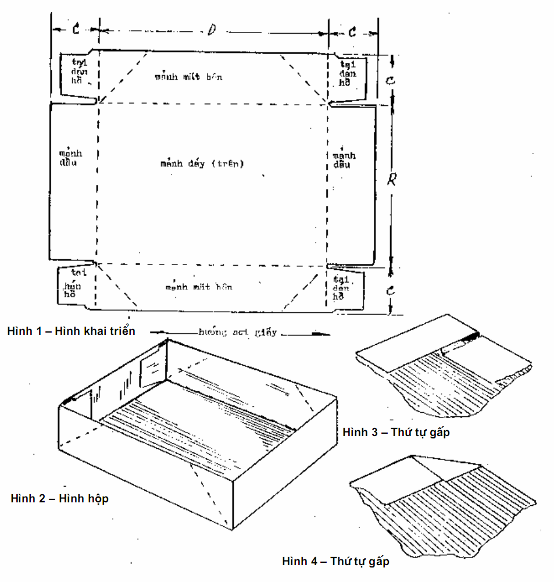 C D C
tai
dán
hồ
mảnh mặt bên
tai
dán
hồ
C
mảnh
đầu
mảnh đáy (trên)
mảnh
đầu
R
tai
hồ
mảnh mặt bên
tai
dán
hồ
C
Hình 1 – Hình khai triển
hướng sợi giấy
Hình 3 – Thứ tự gấp
Hình 2 – Hình hộp
Hình 4 – Thứ tự gấp